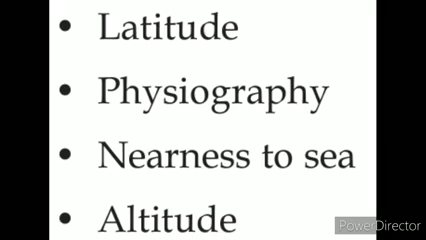 • Latitude
• Physiography
• Nearness to sea
• Altitude
PowerDirector